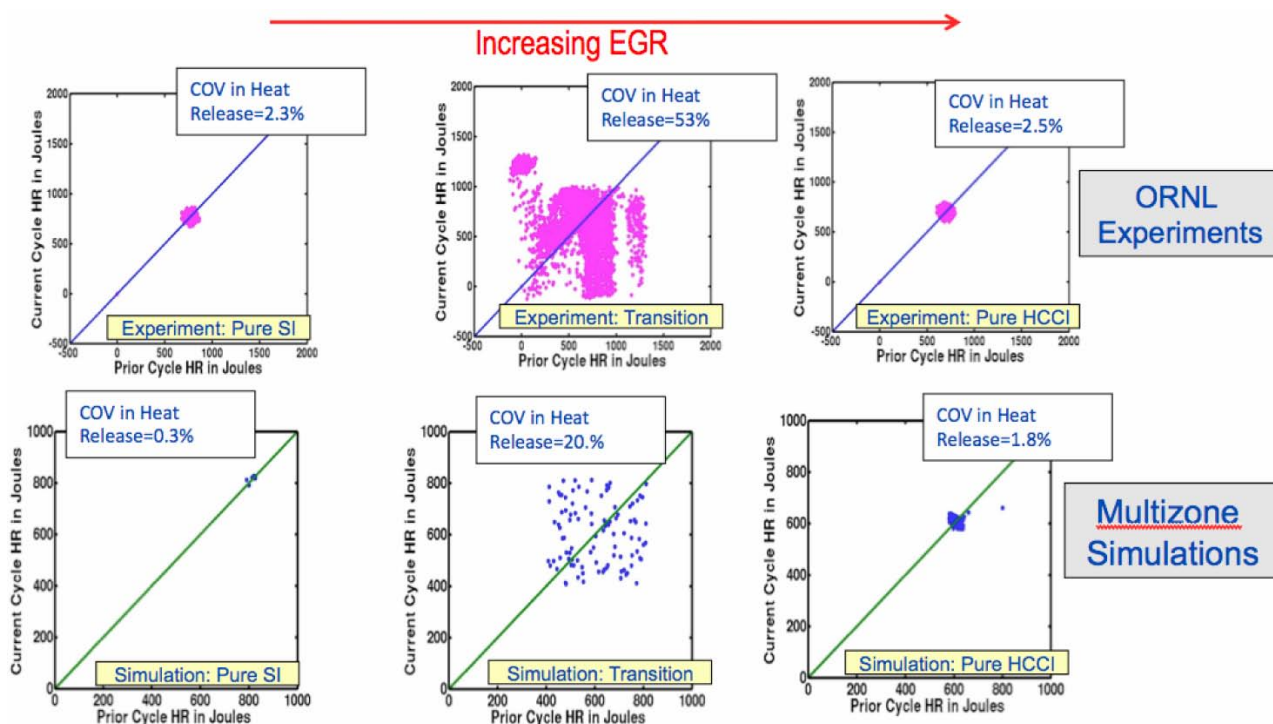 Increasing EGR
COV in Heat
Release=2.3%
2000
1500
1000
500
0
-500
Current Cycle HR in Joules
Experiment: Pure SI
-500 0 500 1000 1500 2000
Prior Cycle HR in Joules
COV in Heat
Release=53%
2000
1500
1000
500
0
-500
Current Cycle HR in Joules
Experiment: Transition
-500 0 500 1000 1500 2000
Prior Cycle HR in Joules
COV in Heat
Release=2.5%
2000
1500
1000
500
0
-500
Current Cycle HR in Joules
Experiment: Pure HCCI
-500 0 500 1000 1500 2000
Prior Cycle HR in Joules
ORNL
Experiments
COV in Heat
Release=0.3%
1000
800
600
400
200
0
Current Cycle HR in Joules
Simulation: Pure SI
0 200 400 600 800 1000
Prior Cycle HR in Joules
COV in Heat
Release=20.%
1000
800
600
400
200
0
Current Cycle HR in Joules
Simulation: Transition
0 200 400 600 800 1000
Prior Cycle HR in Joules
COV in Heat
Release=1.8%
1000
800
600
400
200
0
Current Cycle HR in Joules
Simulation: Pure HCCI
0 200 400 600 800 1000
Prior Cycle HR in Joules
Multizone
Simulations